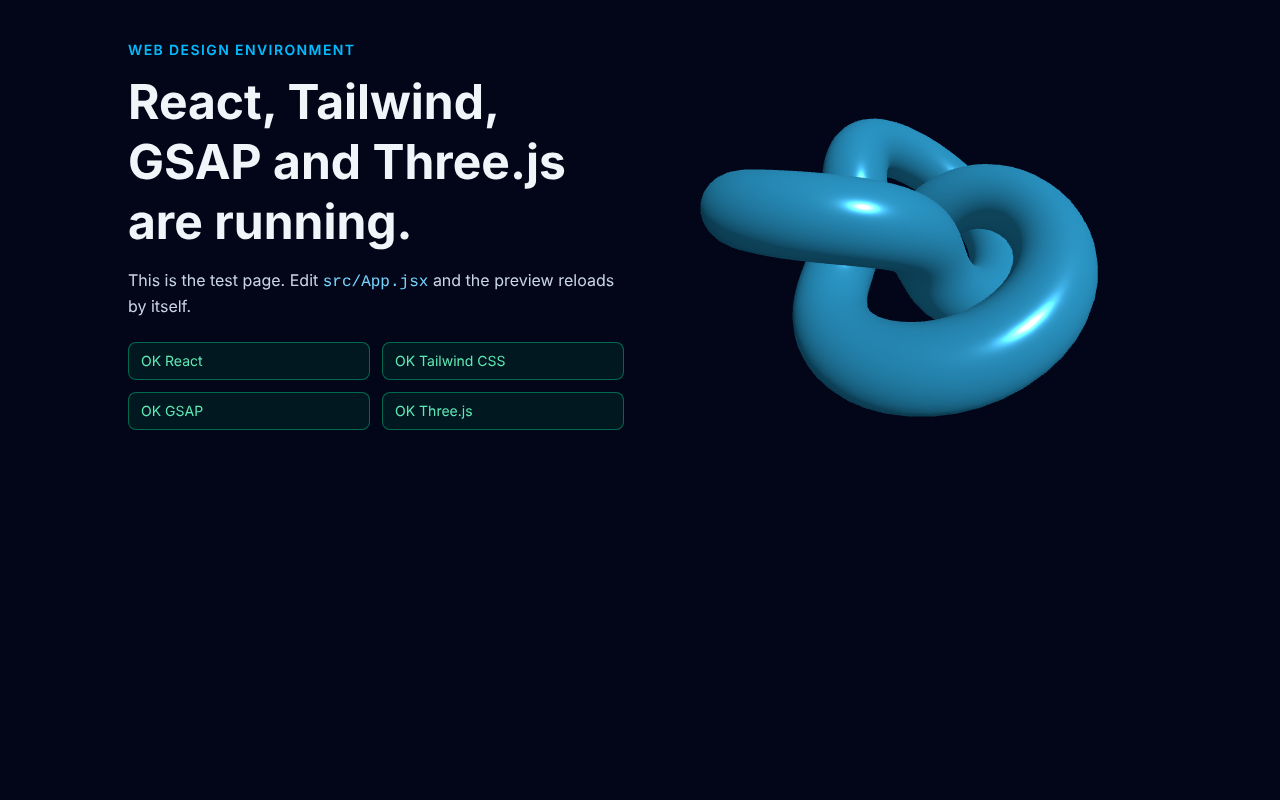 WEB DESIGN ENVIRONMENT
React, Tailwind,
GSAP and Three.js
are running.
This is the test page. Edit src/App.jsx and the preview reloads
by itself.
OK React
OK Tailwind CSS
OK GSAP
OK Three.js